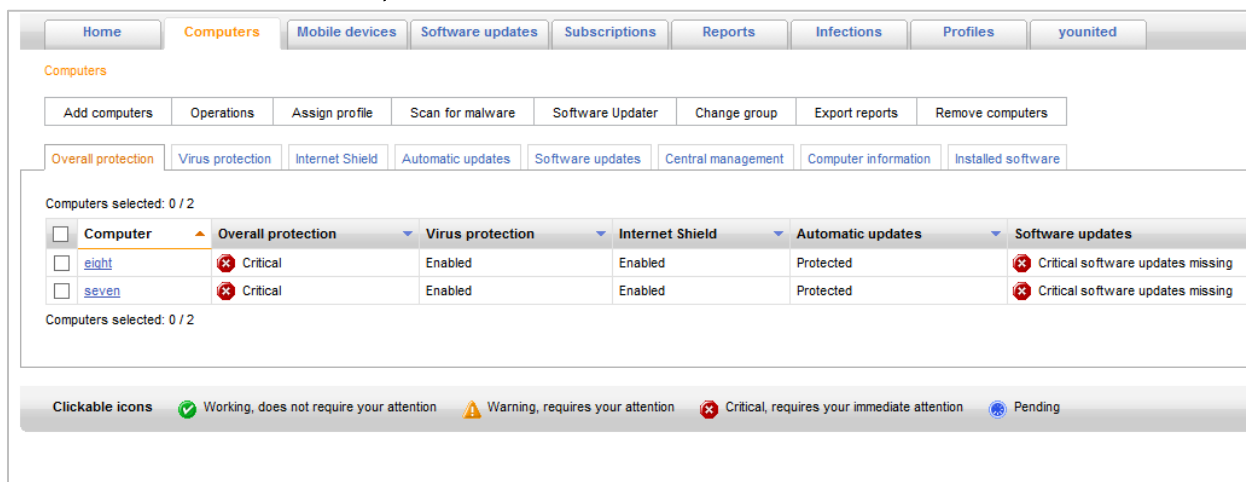 Home Computers Mobile devices Software updates Subscriptions Reports Infections Profiles younited
Computers
Add computers Operations Assign profile Scan for malware Software Updater Change group Export reports Remove computers
Overall protection Virus protection Internet Shield Automatic updates Software updates Central management Computer information Installed software
Computers selected: 0 / 2
Computer Overall protection Virus protection Internet Shield Automatic updates Software updates
eight Critical Enabled Enabled Protected Critical software updates missing
seven Critical Enabled Enabled Protected Critical software updates missing
Computers selected: 0 / 2
Clickable icons Working, does not require your attention Warning, requires your attention Critical, requires your immediate attention Pending